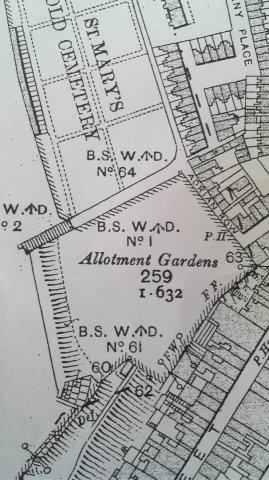 ST MARY'S
OLD CEMETERY
NY PLACE
B.S. W↑D.
No. 64
W↑D.
o. 2
B.S. W↑D.
No. 1
P.H
Allotment Gardens
259
1.632
63
F.F.
B.S. W↑D.
No. 61
60
62
P.H
E T